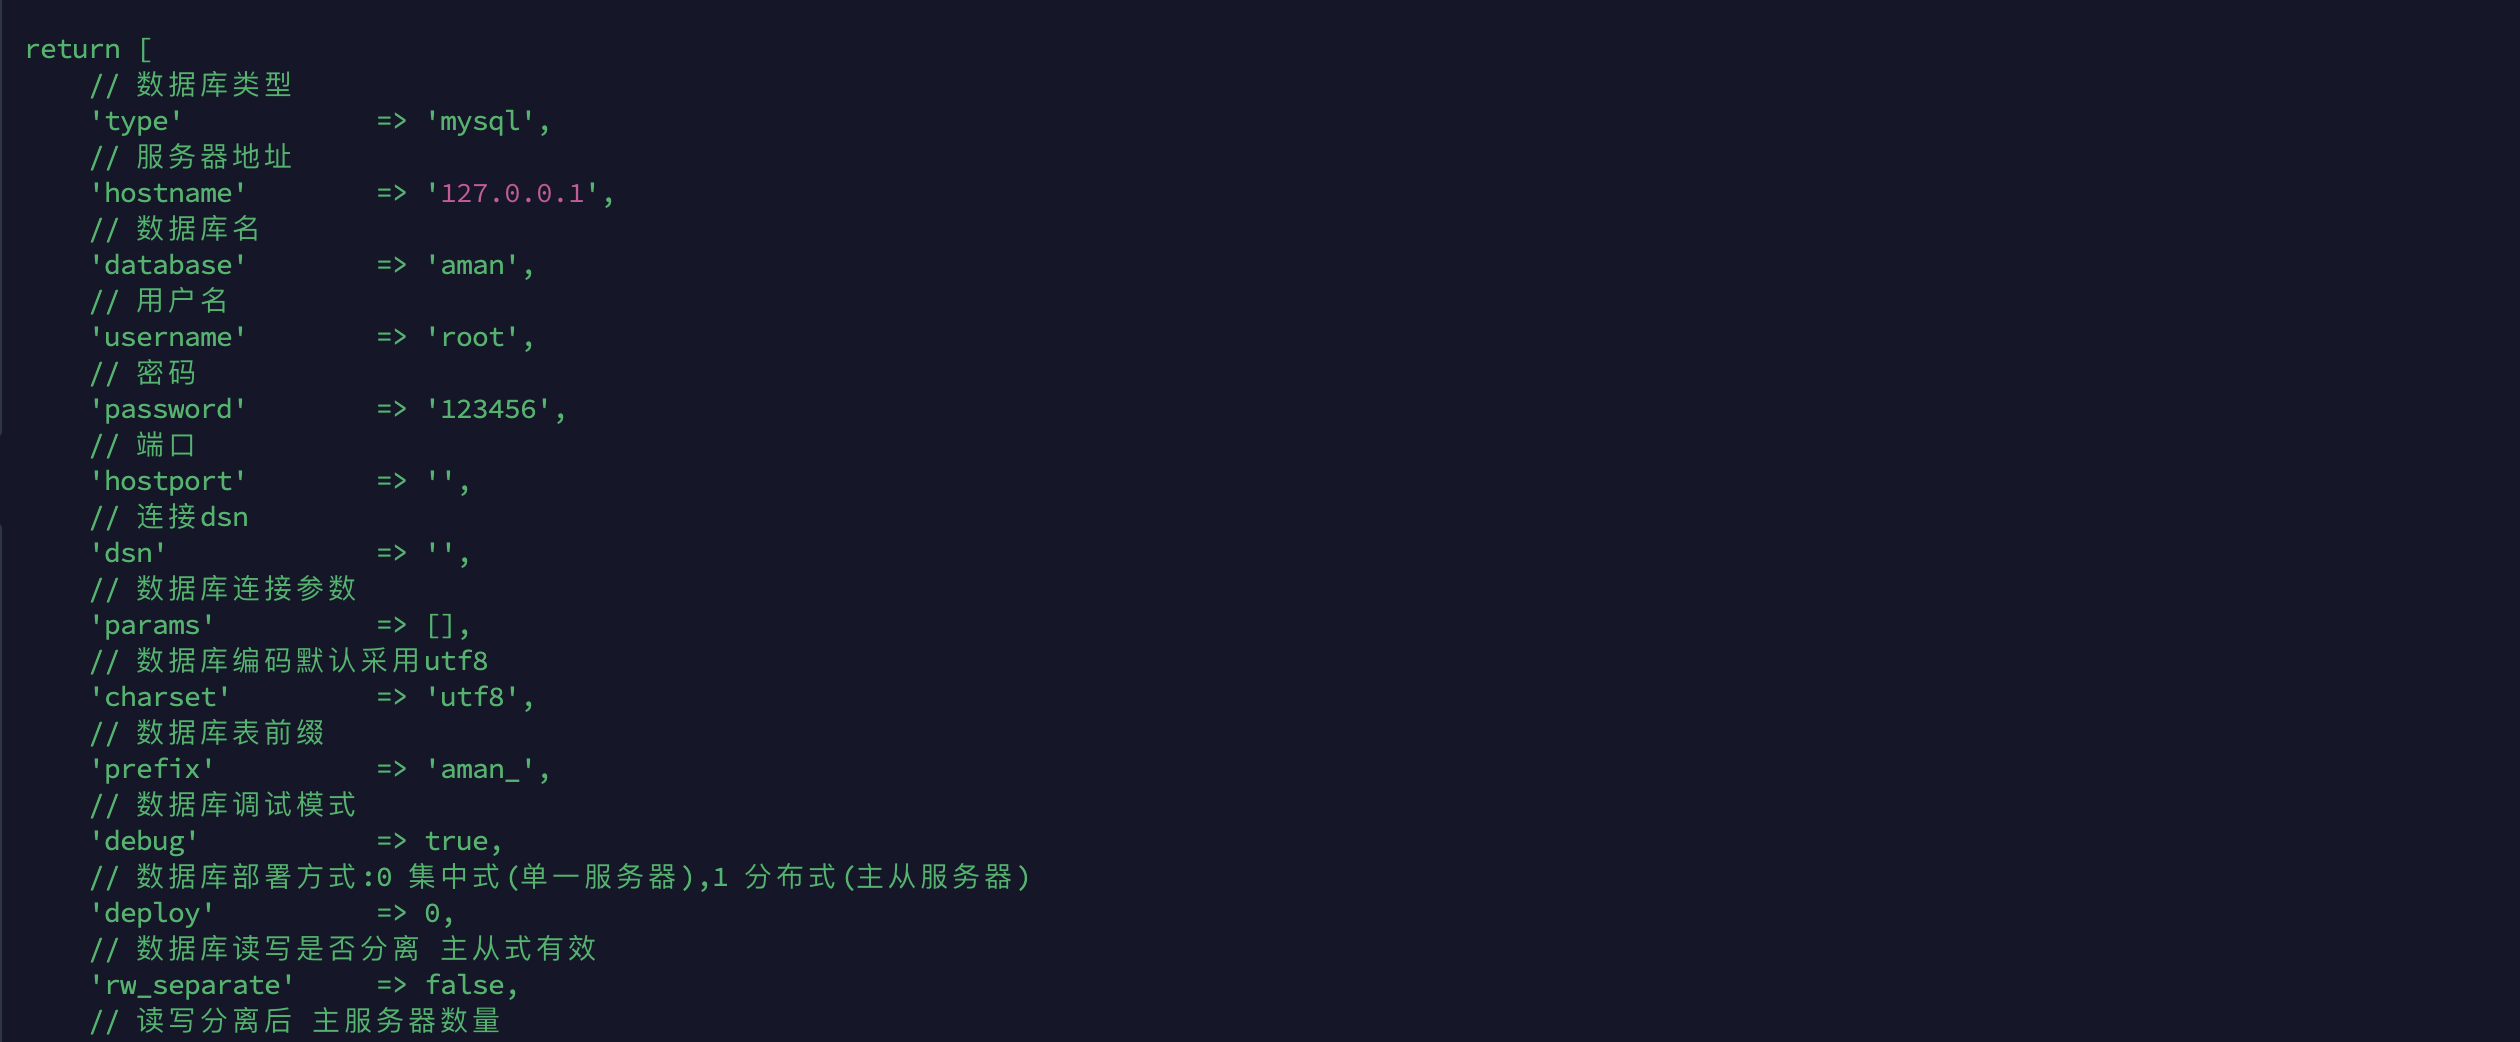 return [
    // 数据库类型
    'type'            => 'mysql',
    // 服务器地址
    'hostname'        => '127.0.0.1',
    // 数据库名
    'database'        => 'aman',
    // 用户名
    'username'        => 'root',
    // 密码
    'password'        => '123456',
    // 端口
    'hostport'        => '',
    // 连接dsn
    'dsn'             => '',
    // 数据库连接参数
    'params'          => [],
    // 数据库编码默认采用utf8
    'charset'         => 'utf8',
    // 数据库表前缀
    'prefix'          => 'aman_',
    // 数据库调试模式
    'debug'           => true,
    // 数据库部署方式:0 集中式(单一服务器),1 分布式(主从服务器)
    'deploy'          => 0,
    // 数据库读写是否分离 主从式有效
    'rw_separate'     => false,
    // 读写分离后 主服务器数量